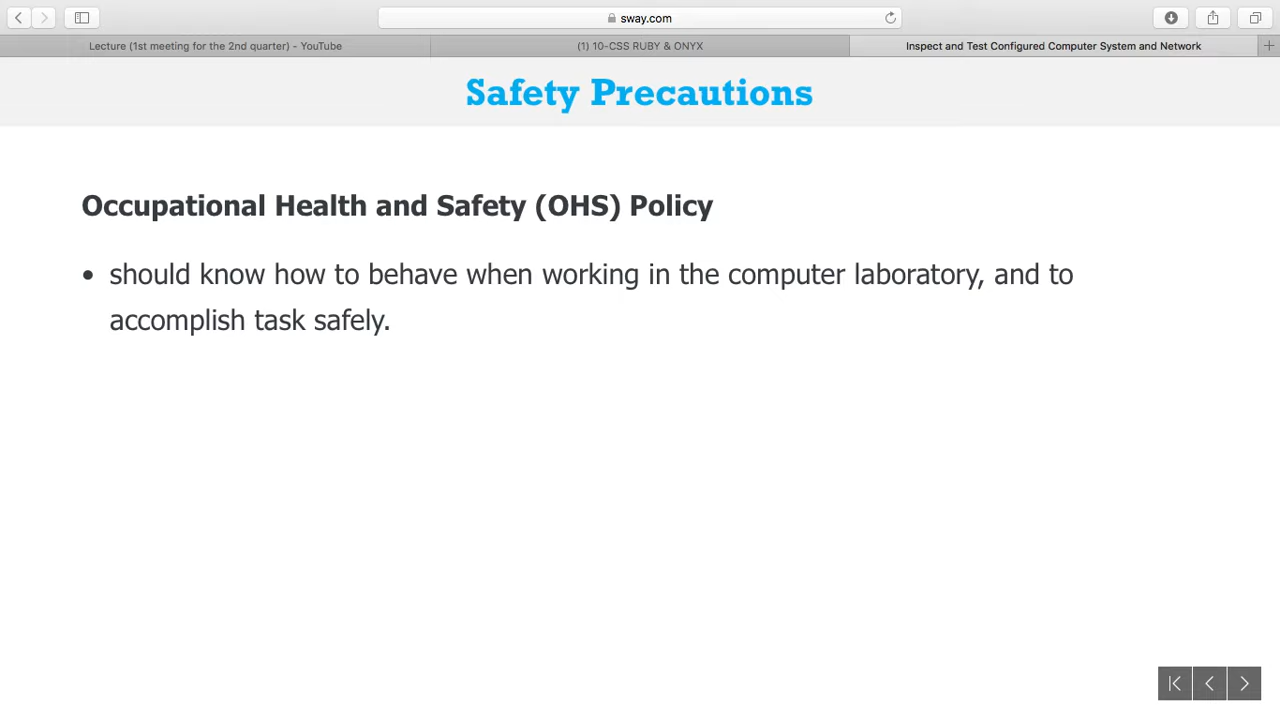 sway.com
Lecture (1st meeting for the 2nd quarter) - YouTube
(1) 10-CSS RUBY & ONYX
Inspect and Test Configured Computer System and Network
Safety Precautions
Occupational Health and Safety (OHS) Policy
• should know how to behave when working in the computer laboratory, and to
accomplish task safely.